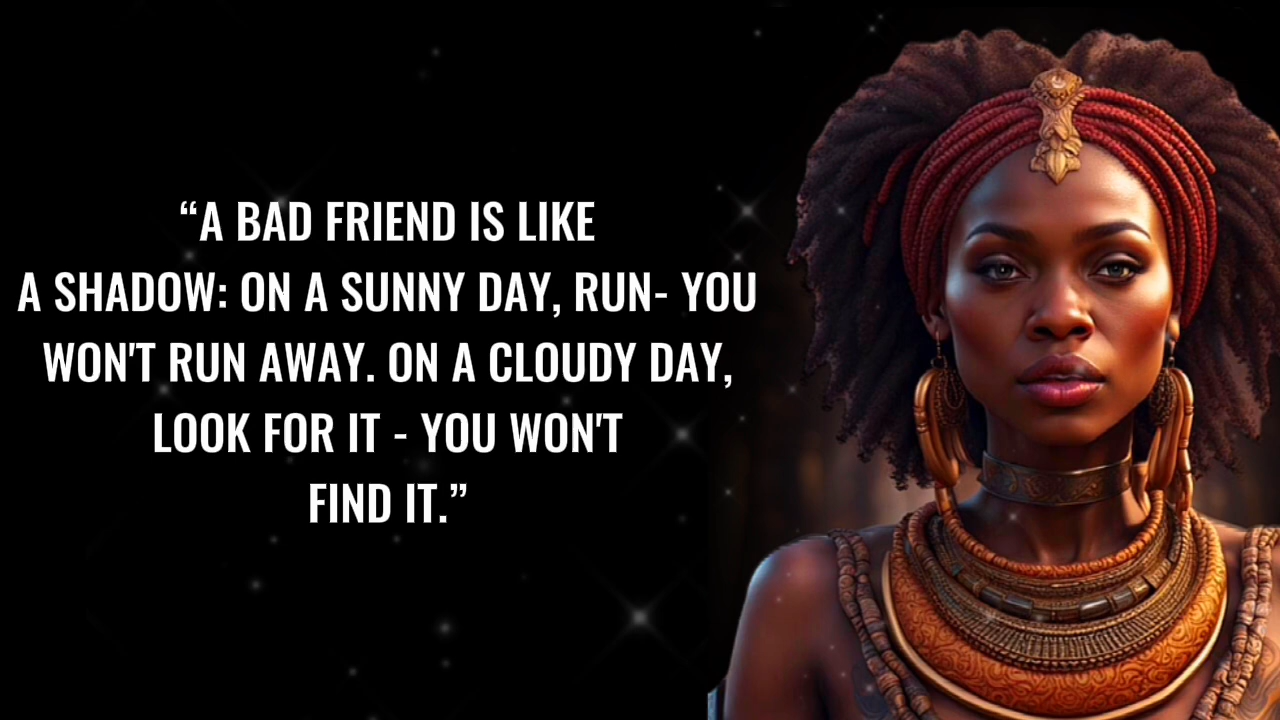 “A BAD FRIEND IS LIKE
A SHADOW: ON A SUNNY DAY, RUN- YOU
WON'T RUN AWAY. ON A CLOUDY DAY,
LOOK FOR IT - YOU WON'T
FIND IT.”